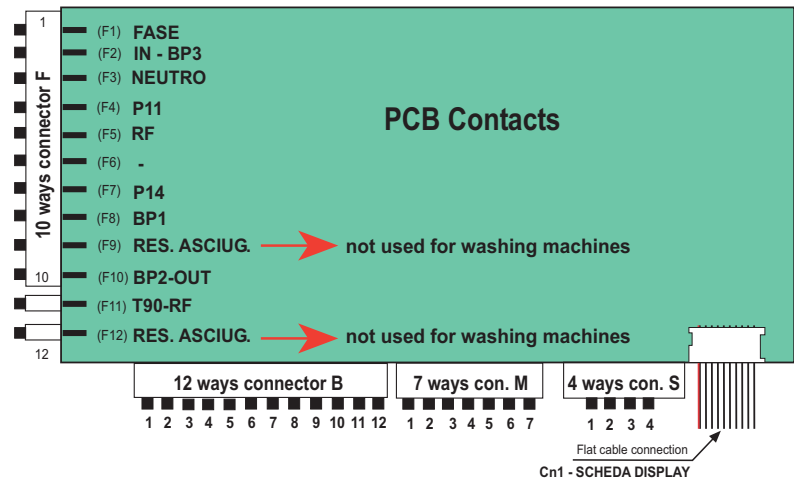 1
(F1) FASE
(F2) IN - BP3
(F3) NEUTRO
(F4) P11
(F5) RF
(F6) -
(F7) P14
(F8) BP1
(F9) RES. ASCIUG. not used for washing machines
10
(F10) BP2-OUT
(F11) T90-RF
(F12) RES. ASCIUG. not used for washing machines
12
10 ways connector F
PCB Contacts
12 ways connector B
7 ways con. M
4 ways con. S
1 2 3 4 5 6 7 8 9 10 11 12
1 2 3 4 5 6 7
1 2 3 4
Flat cable connection
Cn1 - SCHEDA DISPLAY